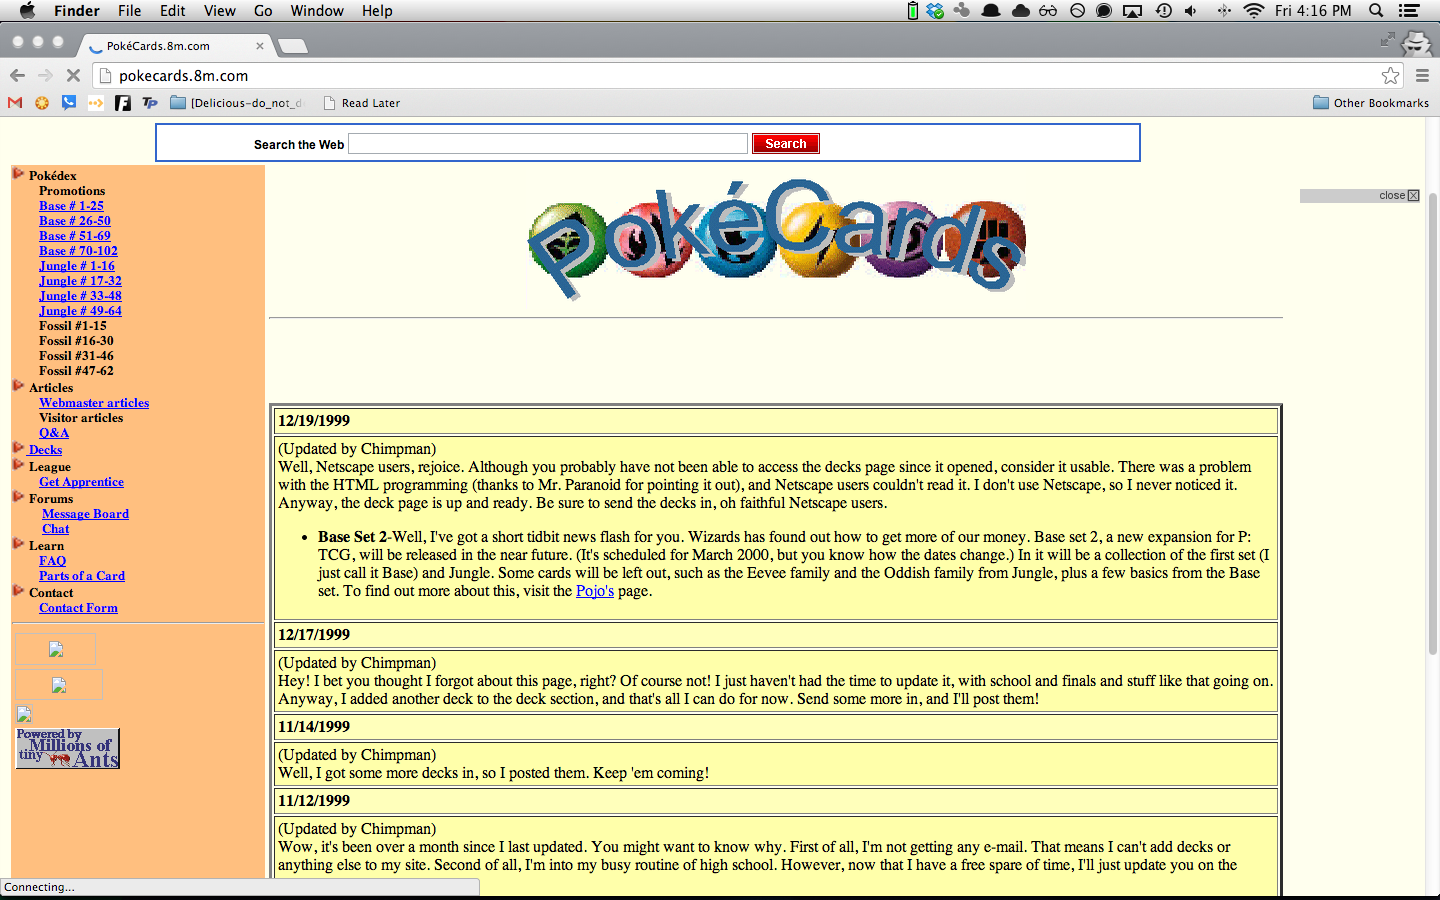 Finder File Edit View Go Window Help Fri 4:16 PM
PokéCards.8m.com
pokecards.8m.com
[Delicious-do_not_d Read Later Other Bookmarks
Search the Web Search
close
PokéCards
Pokédex
Promotions
Base # 1-25
Base # 26-50
Base # 51-69
Base # 70-102
Jungle # 1-16
Jungle # 17-32
Jungle # 33-48
Jungle # 49-64
Fossil #1-15
Fossil #16-30
Fossil #31-46
Fossil #47-62
Articles
Webmaster articles
Visitor articles
Q&A
Decks
League
Get Apprentice
Forums
Message Board
Chat
Learn
FAQ
Parts of a Card
Contact
Contact Form
Powered by
Millions of
tiny Ants
12/19/1999
(Updated by Chimpman)
Well, Netscape users, rejoice. Although you probably have not been able to access the decks page since it opened, consider it usable. There was a problem
with the HTML programming (thanks to Mr. Paranoid for pointing it out), and Netscape users couldn't read it. I don't use Netscape, so I never noticed it.
Anyway, the deck page is up and ready. Be sure to send the decks in, oh faithful Netscape users.
• Base Set 2-Well, I've got a short tidbit news flash for you. Wizards has found out how to get more of our money. Base set 2, a new expansion for P:
TCG, will be released in the near future. (It's scheduled for March 2000, but you know how the dates change.) In it will be a collection of the first set (I
just call it Base) and Jungle. Some cards will be left out, such as the Eevee family and the Oddish family from Jungle, plus a few basics from the Base
set. To find out more about this, visit the Pojo's page.
12/17/1999
(Updated by Chimpman)
Hey! I bet you thought I forgot about this page, right? Of course not! I just haven't had the time to update it, with school and finals and stuff like that going on.
Anyway, I added another deck to the deck section, and that's all I can do for now. Send some more in, and I'll post them!
11/14/1999
(Updated by Chimpman)
Well, I got some more decks in, so I posted them. Keep 'em coming!
11/12/1999
(Updated by Chimpman)
Wow, it's been over a month since I last updated. You might want to know why. First of all, I'm not getting any e-mail. That means I can't add decks or
anything else to my site. Second of all, I'm into my busy routine of high school. However, now that I have a free spare of time, I'll just update you on the
Connecting...